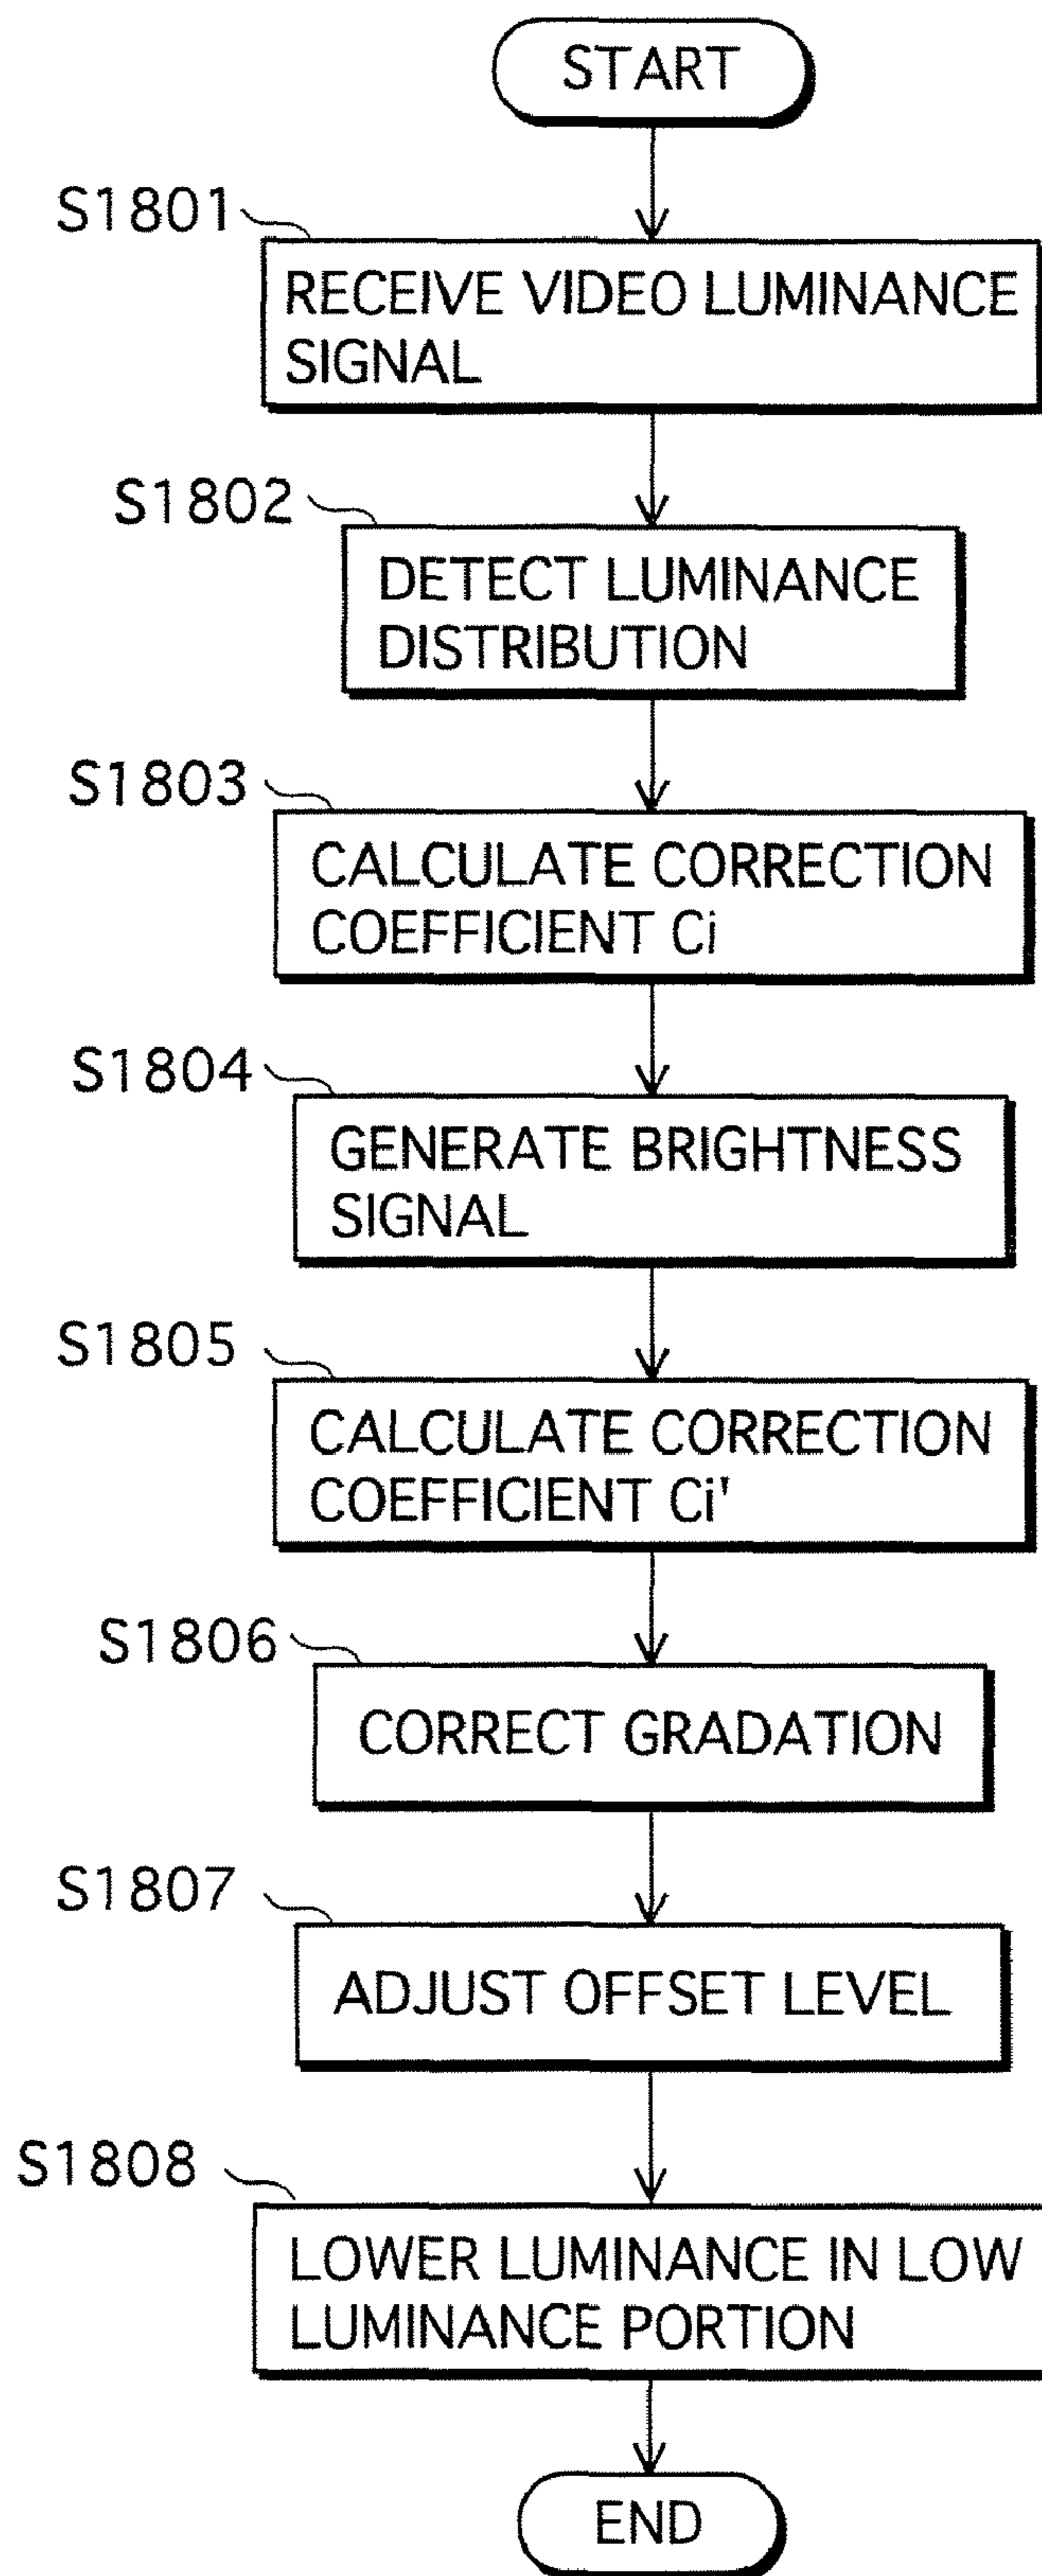 START
S1801
RECEIVE VIDEO LUMINANCE
SIGNAL
S1802
DETECT LUMINANCE
DISTRIBUTION
S1803
CALCULATE CORRECTION
COEFFICIENT Ci
S1804
GENERATE BRIGHTNESS
SIGNAL
S1805
CALCULATE CORRECTION
COEFFICIENT Ci'
S1806
CORRECT GRADATION
S1807
ADJUST OFFSET LEVEL
S1808
LOWER LUMINANCE IN LOW
LUMINANCE PORTION
END